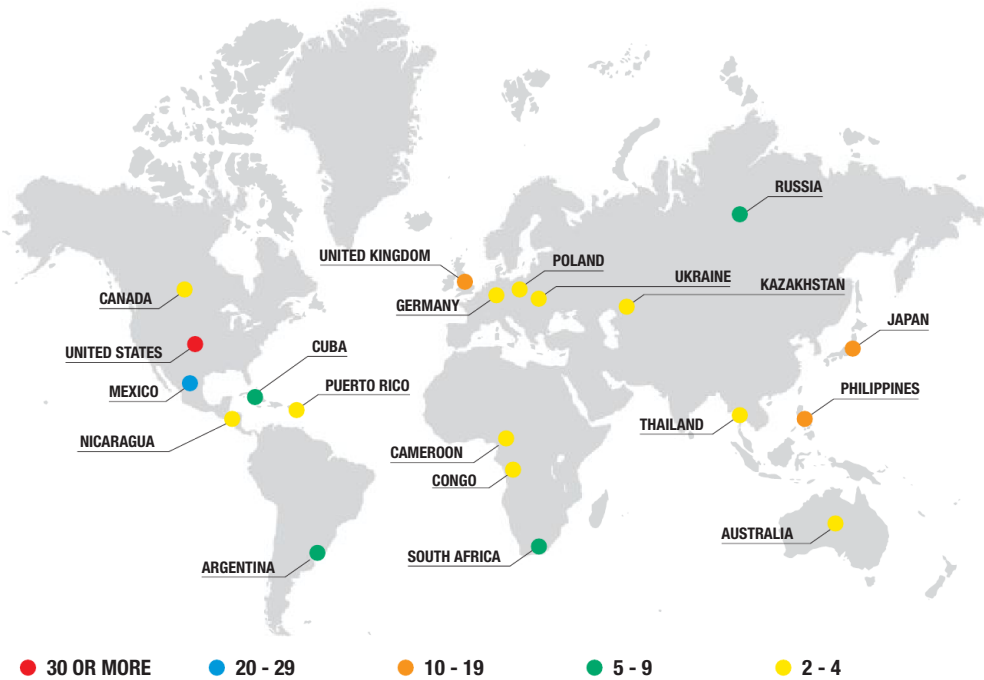 RUSSIA
UNITED KINGDOM
POLAND
UKRAINE
KAZAKHSTAN
CANADA
GERMANY
JAPAN
UNITED STATES
CUBA
MEXICO
PUERTO RICO
PHILIPPINES
NICARAGUA
THAILAND
CAMEROON
CONGO
AUSTRALIA
ARGENTINA
SOUTH AFRICA
30 OR MORE
20 - 29
10 - 19
5 - 9
2 - 4